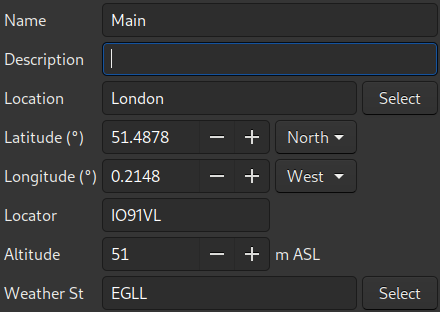 Name Main
Description
Location London Select
Latitude (°) 51.4878 − + North
Longitude (°) 0.2148 − + West
Locator IO91VL
Altitude 51 − + m ASL
Weather St EGLL Select